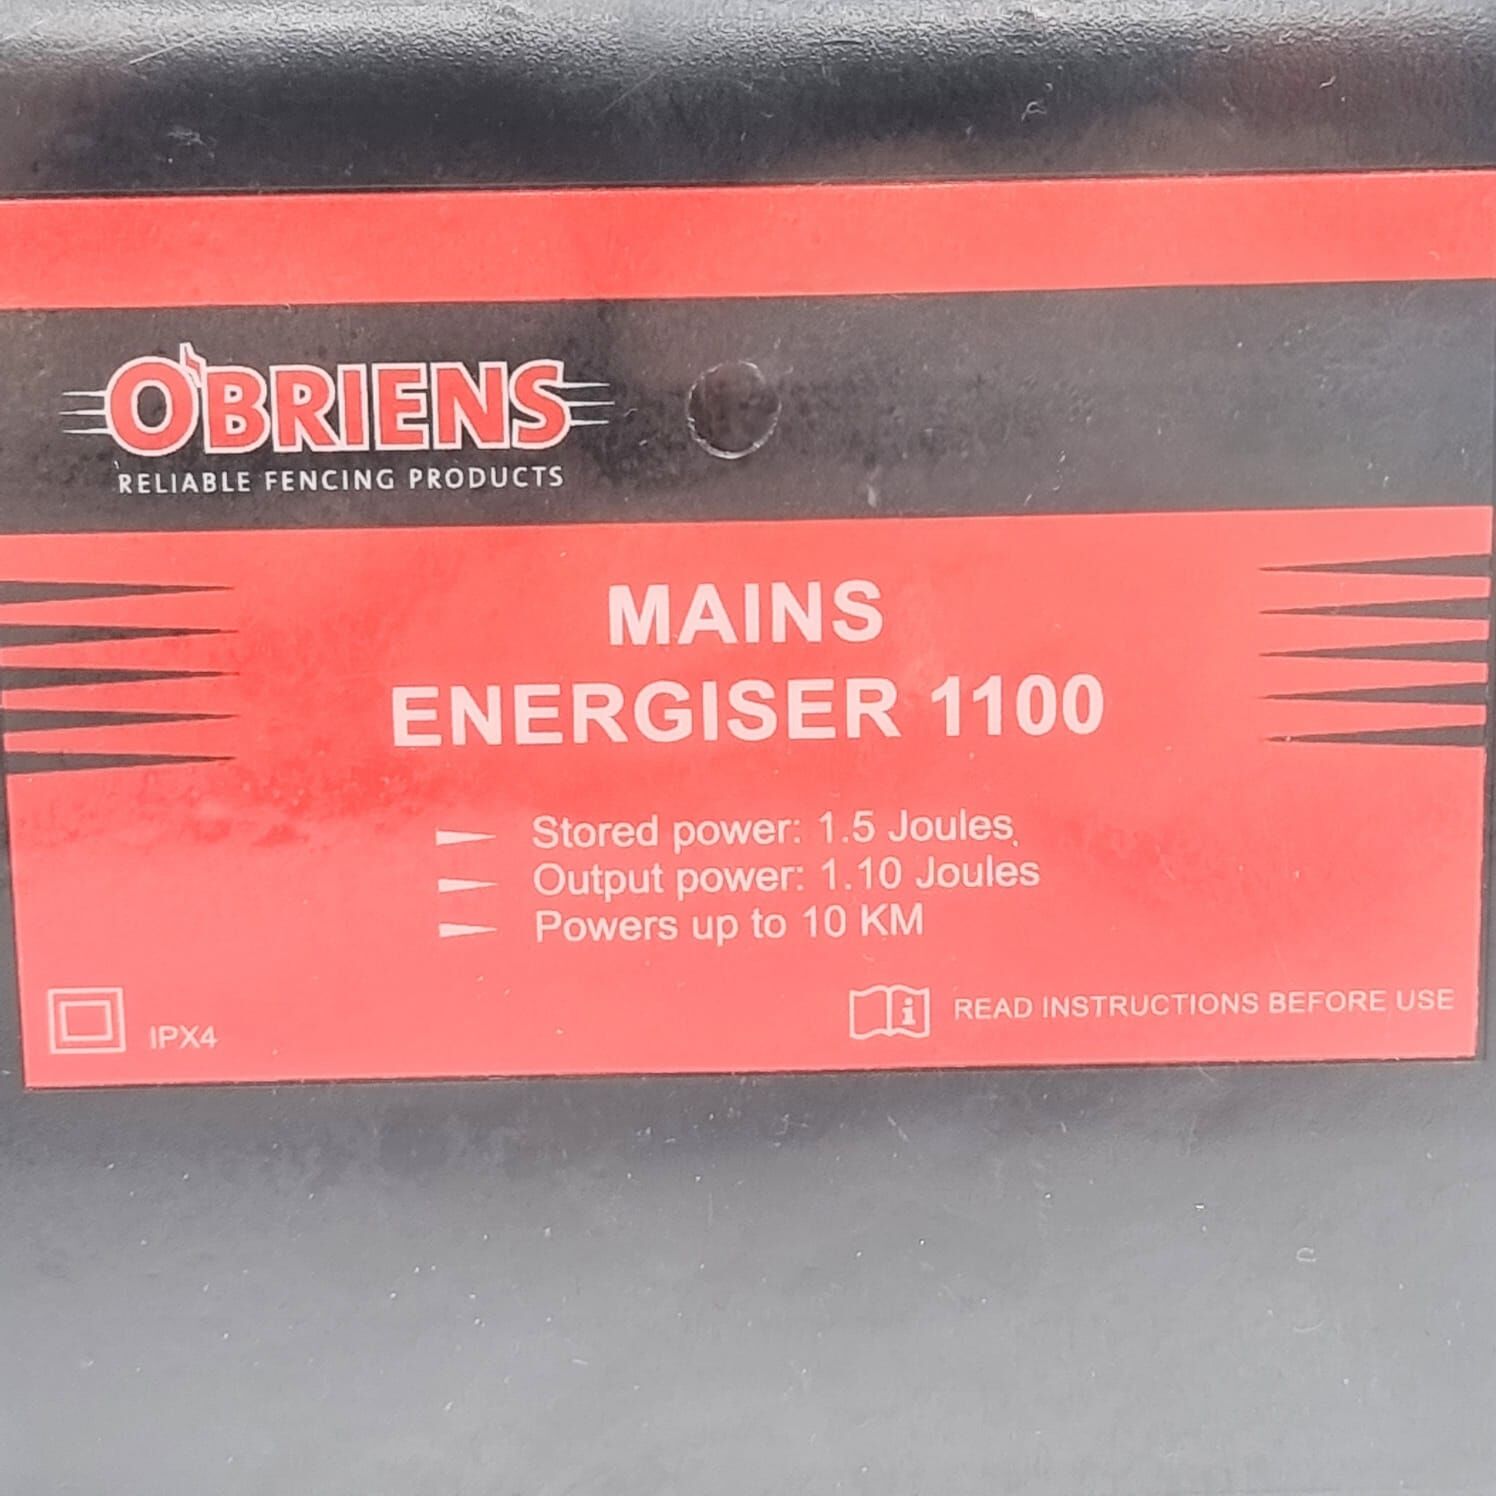 O'BRIENS
RELIABLE FENCING PRODUCTS
MAINS
ENERGISER 1100
Stored power: 1.5 Joules
Output power: 1.10 Joules
Powers up to 10 KM
IPX4
READ INSTRUCTIONS BEFORE USE